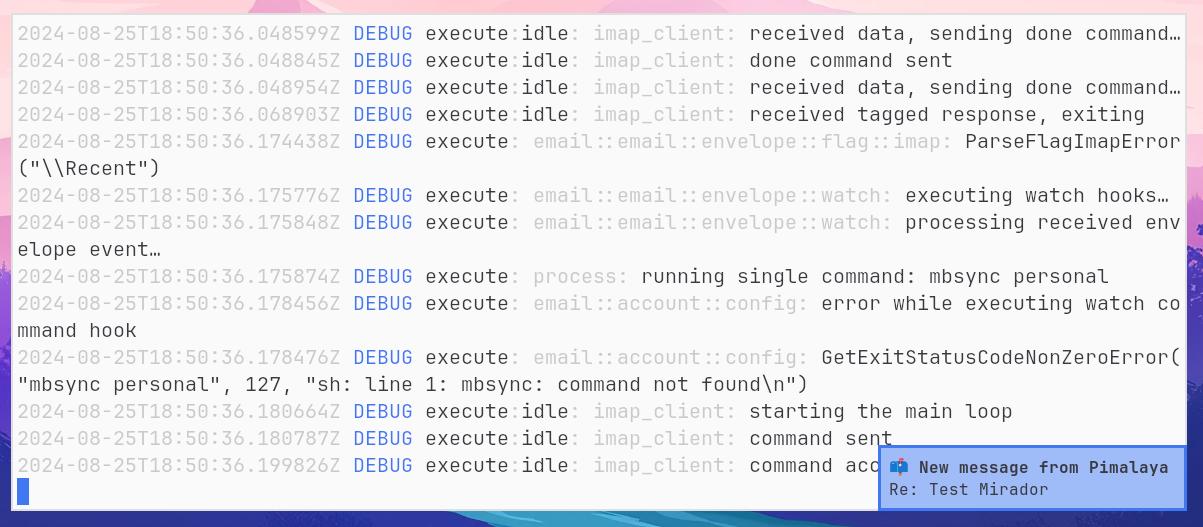 2024-08-25T18:50:36.048599Z DEBUG execute:idle: imap_client: received data, sending done command…
2024-08-25T18:50:36.048845Z DEBUG execute:idle: imap_client: done command sent
2024-08-25T18:50:36.048954Z DEBUG execute:idle: imap_client: received data, sending done command…
2024-08-25T18:50:36.068903Z DEBUG execute:idle: imap_client: received tagged response, exiting
2024-08-25T18:50:36.174438Z DEBUG execute: email::email::envelope::flag::imap: ParseFlagImapError
("\\Recent")
2024-08-25T18:50:36.175776Z DEBUG execute: email::email::envelope::watch: executing watch hooks…
2024-08-25T18:50:36.175848Z DEBUG execute: email::email::envelope::watch: processing received env
elope event…
2024-08-25T18:50:36.175874Z DEBUG execute: process: running single command: mbsync personal
2024-08-25T18:50:36.178456Z DEBUG execute: email::account::config: error while executing watch co
mmand hook
2024-08-25T18:50:36.178476Z DEBUG execute: email::account::config: GetExitStatusCodeNonZeroError(
"mbsync personal", 127, "sh: line 1: mbsync: command not found\n")
2024-08-25T18:50:36.180664Z DEBUG execute:idle: imap_client: starting the main loop
2024-08-25T18:50:36.180787Z DEBUG execute:idle: imap_client: command sent
2024-08-25T18:50:36.199826Z DEBUG execute:idle: imap_client: command acc
📫 New message from Pimalaya
Re: Test Mirador